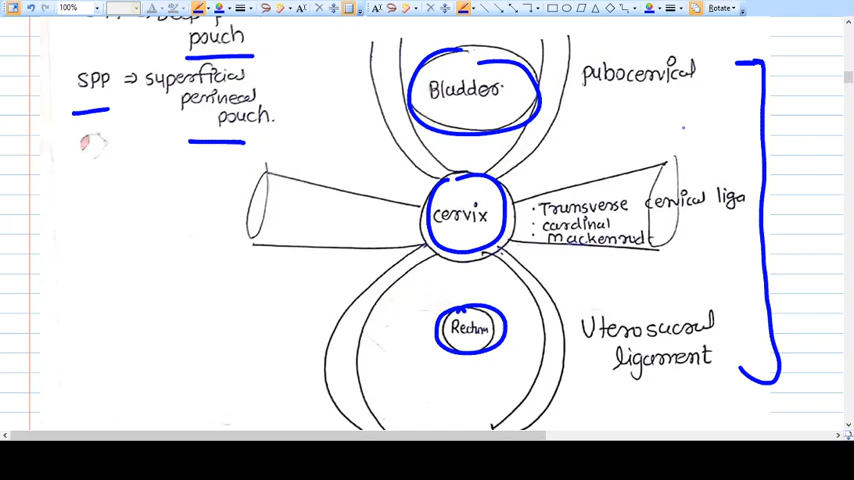 100%
Rotate
pouch
SPP ⇒ superficial
perineal
pouch.
Bladder
pubocervical
cervix
• Transverse cervical liga
: cardinal
• mackenrodt
Rectum
Uterosacral
ligament